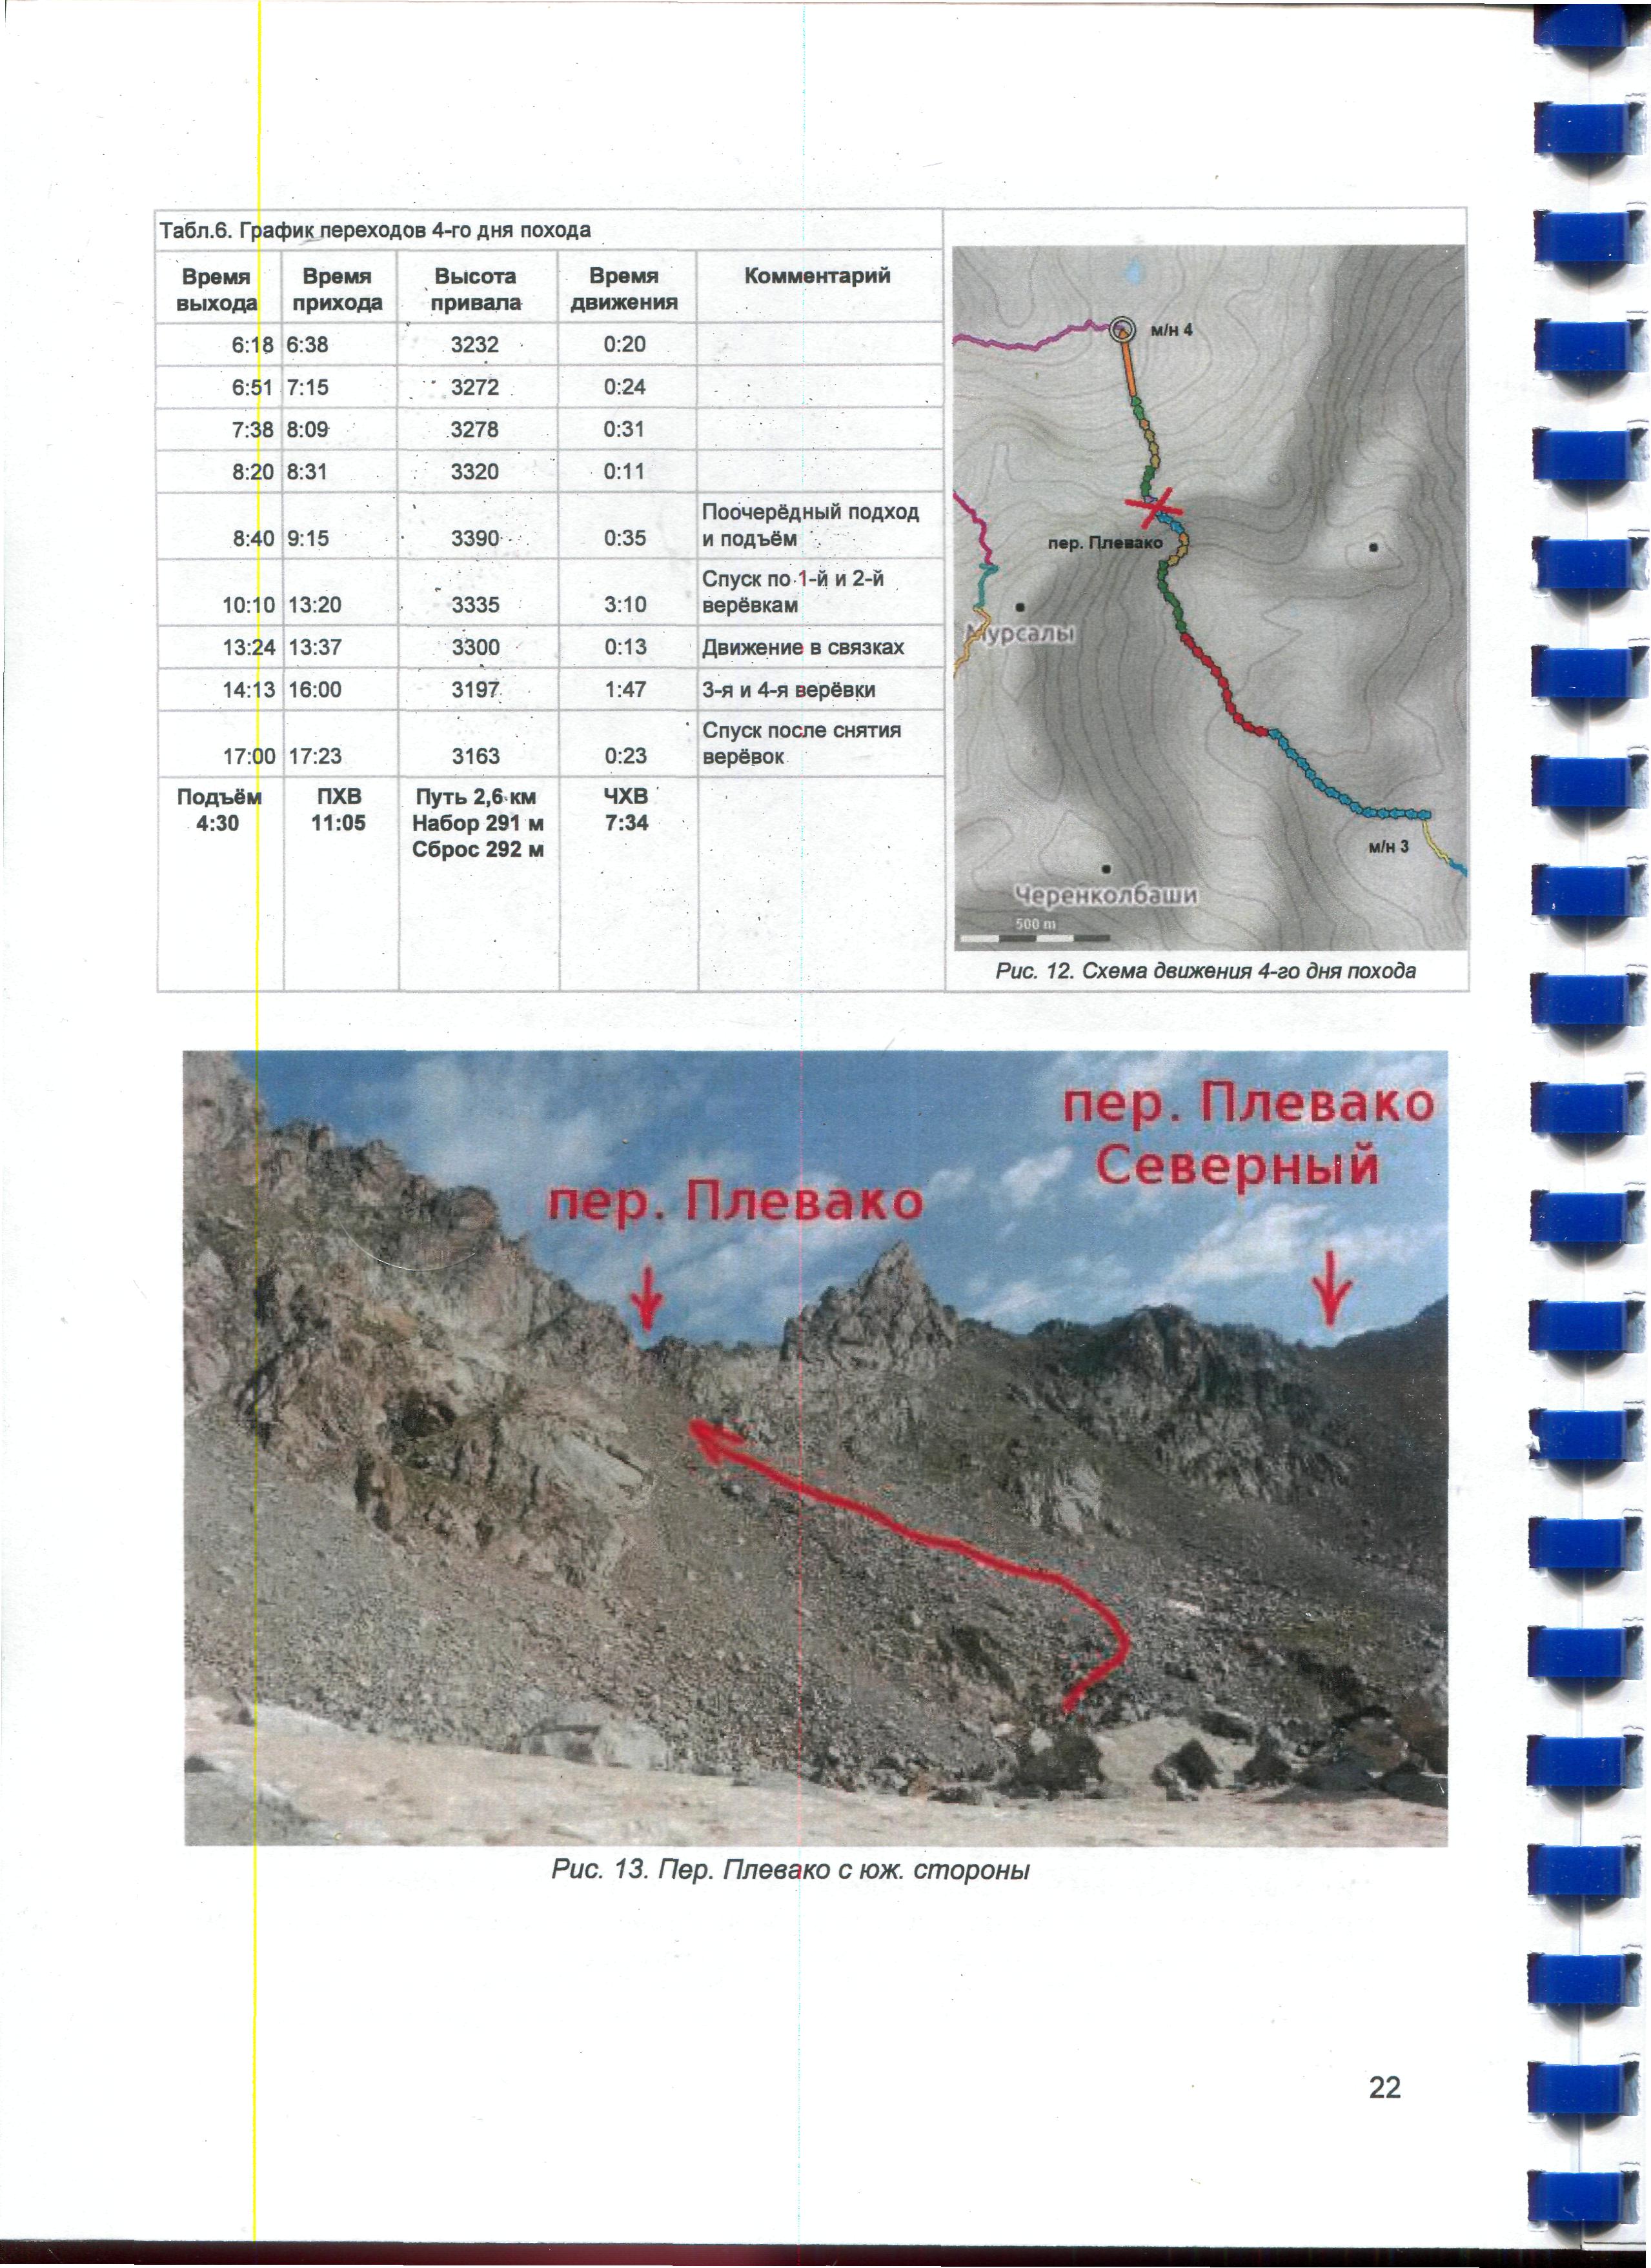 Табл.6. График переходов 4-го дня похода
Время выхода Время прихода Высота привала Время движения Комментарий
6:18 6:38 3232 0:20
6:51 7:15 3272 0:24
7:38 8:09 3278 0:31
8:20 8:31 3320 0:11
Поочерёдный подход
8:40 9:15 3390 0:35 и подъём
Спуск по 1-й и 2-й
10:10 13:20 3335 3:10 верёвкам
13:24 13:37 3300 0:13 Движение в связках
14:13 16:00 3197 1:47 3-я и 4-я верёвки
Спуск после снятия
17:00 17:23 3163 0:23 верёвок
Подъём ПХВ Путь 2,6 км ЧХВ
4:30 11:05 Набор 291 м 7:34
Сброс 292 м
м/н 4
пер. Плевако
Мурсалы
м/н 3
Черенколбаши
500 m
Рис. 12. Схема движения 4-го дня похода
пер. Плевако
Северный
пер. Плевако
Рис. 13. Пер. Плевако с юж. стороны
22